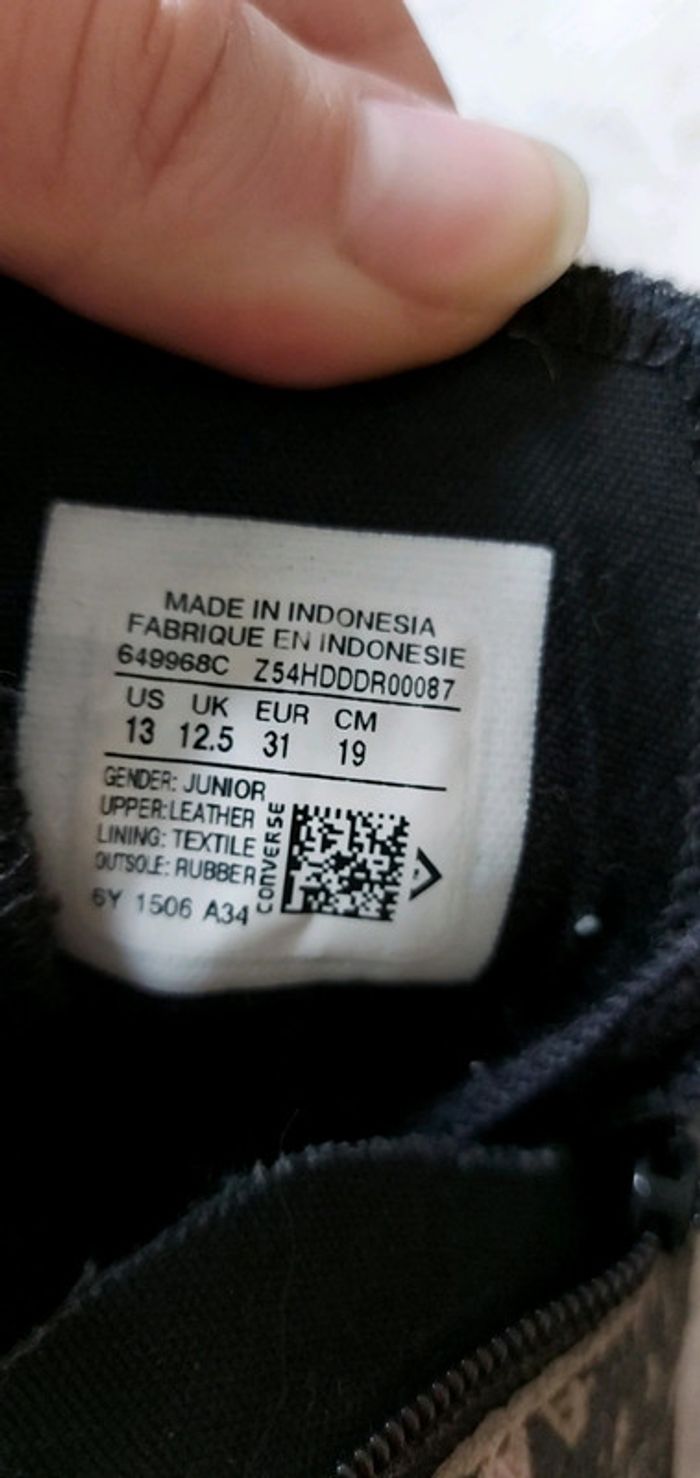 MADE IN INDONESIA
FABRIQUE EN INDONESIE
649968C Z54HDDDR00087
US UK EUR CM
13 12.5 31 19
GENDER: JUNIOR
UPPER:LEATHER
LINING: TEXTILE
OUTSOLE: RUBBER
6Y 1506 A34
CONVERSE